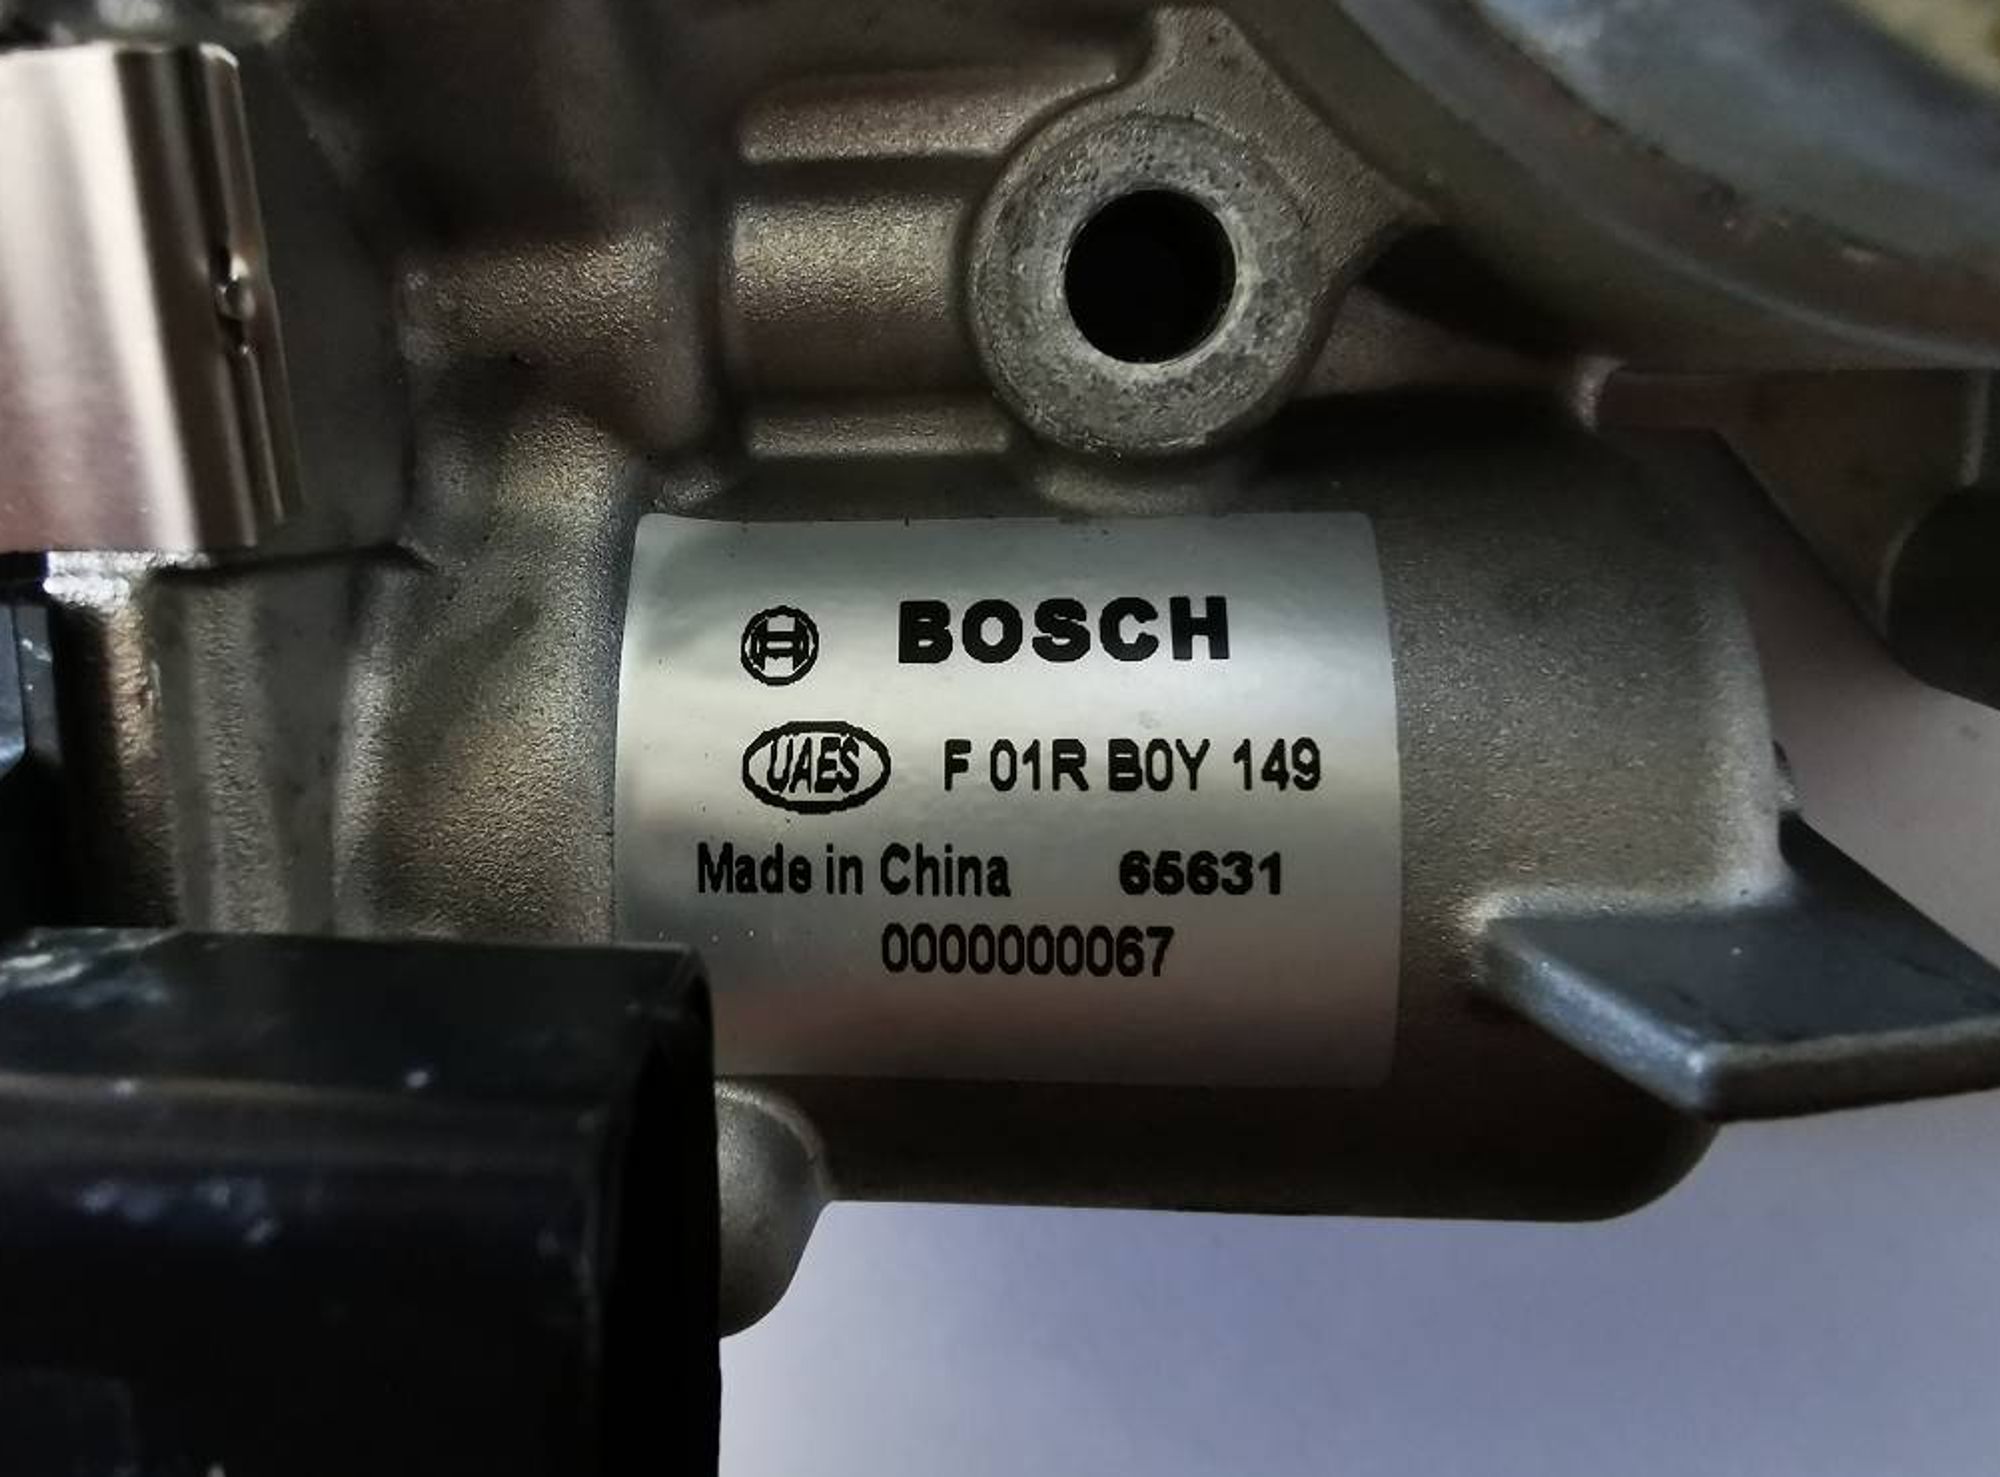 BOSCH
UAES F 01R B0Y 149
Made in China 65631
0000000067